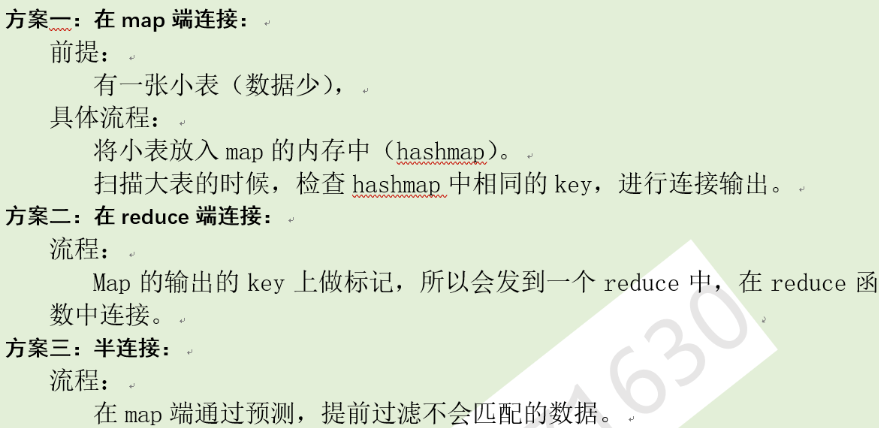 方案一：在 map 端连接：
前提：
有一张小表（数据少），
具体流程：
将小表放入 map 的内存中（hashmap）。
扫描大表的时候，检查 hashmap 中相同的 key，进行连接输出。
方案二：在 reduce 端连接：
流程：
Map 的输出的 key 上做标记，所以会发到一个 reduce 中，在 reduce 函
数中连接。
方案三：半连接：
流程：
在 map 端通过预测，提前过滤不会匹配的数据。
1630